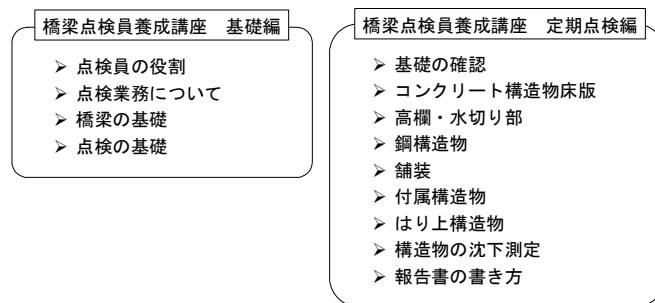 橋梁点検員養成講座　基礎編
➢ 点検員の役割
➢ 点検業務について
➢ 橋梁の基礎
➢ 点検の基礎
橋梁点検員養成講座　定期点検編
➢ 基礎の確認
➢ コンクリート構造物床版
➢ 高欄・水切り部
➢ 鋼構造物
➢ 舗装
➢ 付属構造物
➢ はり上構造物
➢ 構造物の沈下測定
➢ 報告書の書き方